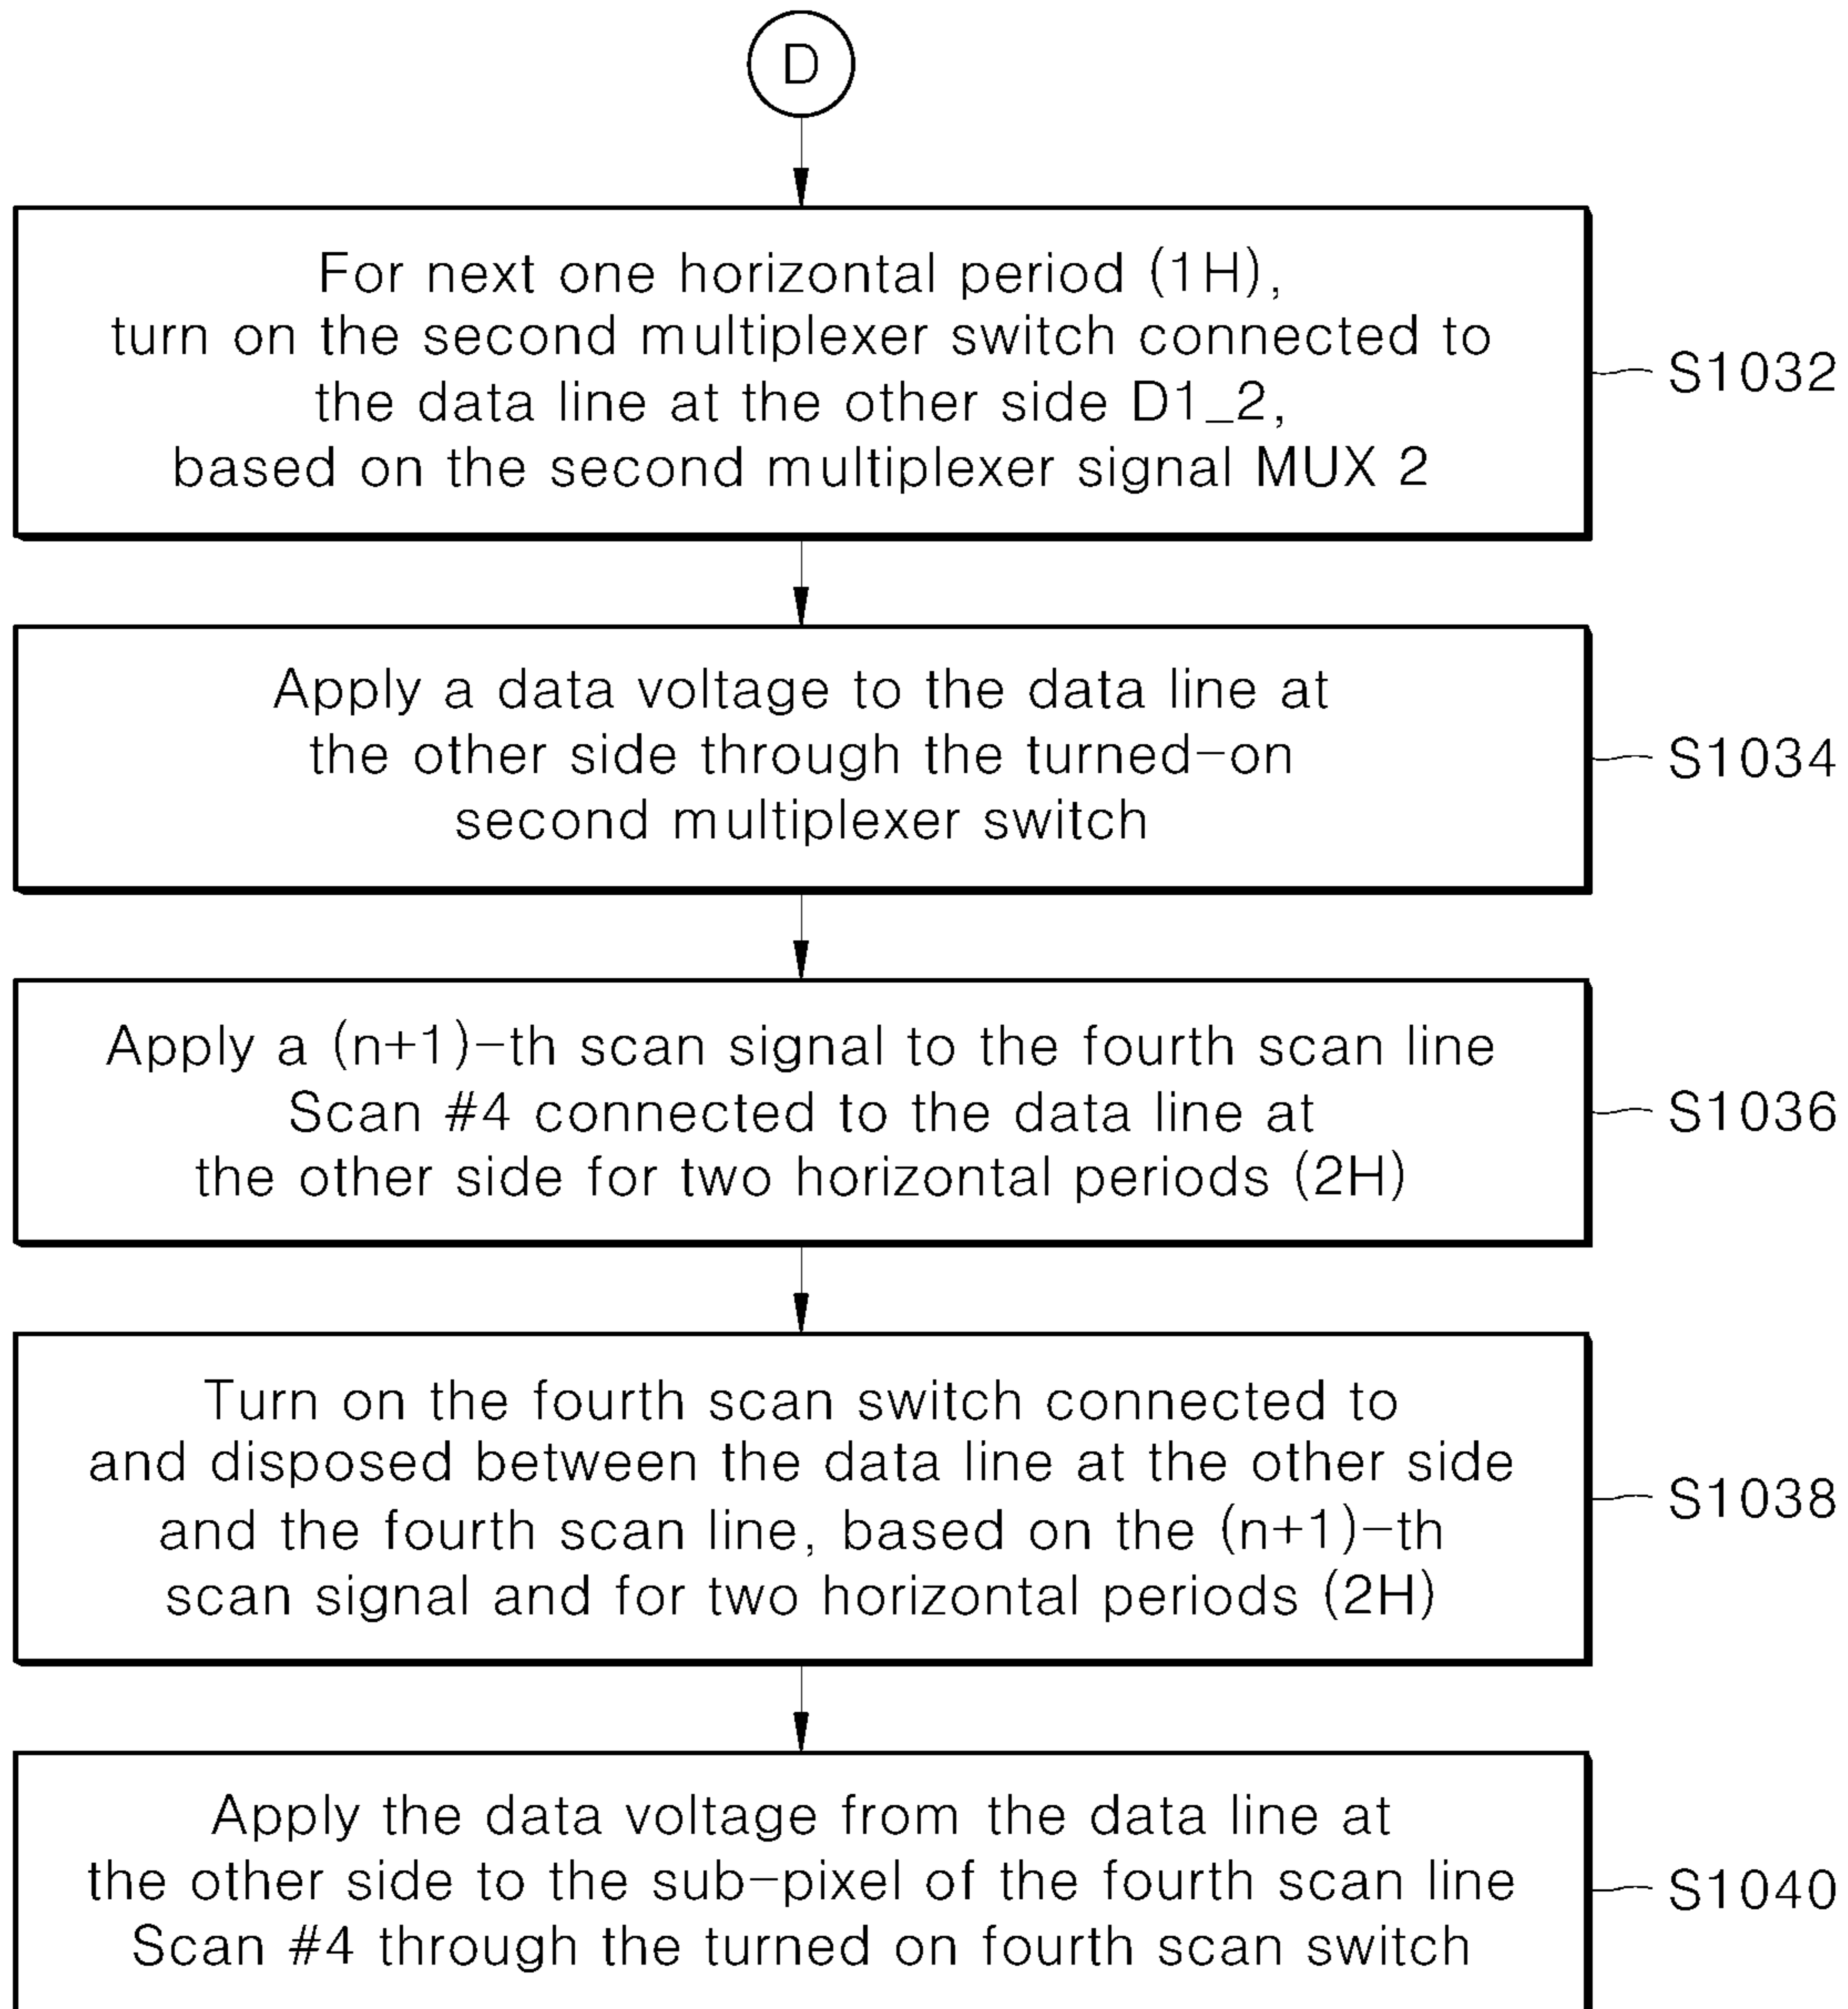 D
For next one horizontal period (1H),
turn on the second multiplexer switch connected to
the data line at the other side D1_2,
based on the second multiplexer signal MUX 2
S1032
Apply a data voltage to the data line at
the other side through the turned-on
second multiplexer switch
S1034
Apply a (n+1)-th scan signal to the fourth scan line
Scan #4 connected to the data line at
the other side for two horizontal periods (2H)
S1036
Turn on the fourth scan switch connected to
and disposed between the data line at the other side
and the fourth scan line, based on the (n+1)-th
scan signal and for two horizontal periods (2H)
S1038
Apply the data voltage from the data line at
the other side to the sub-pixel of the fourth scan line
Scan #4 through the turned on fourth scan switch
S1040